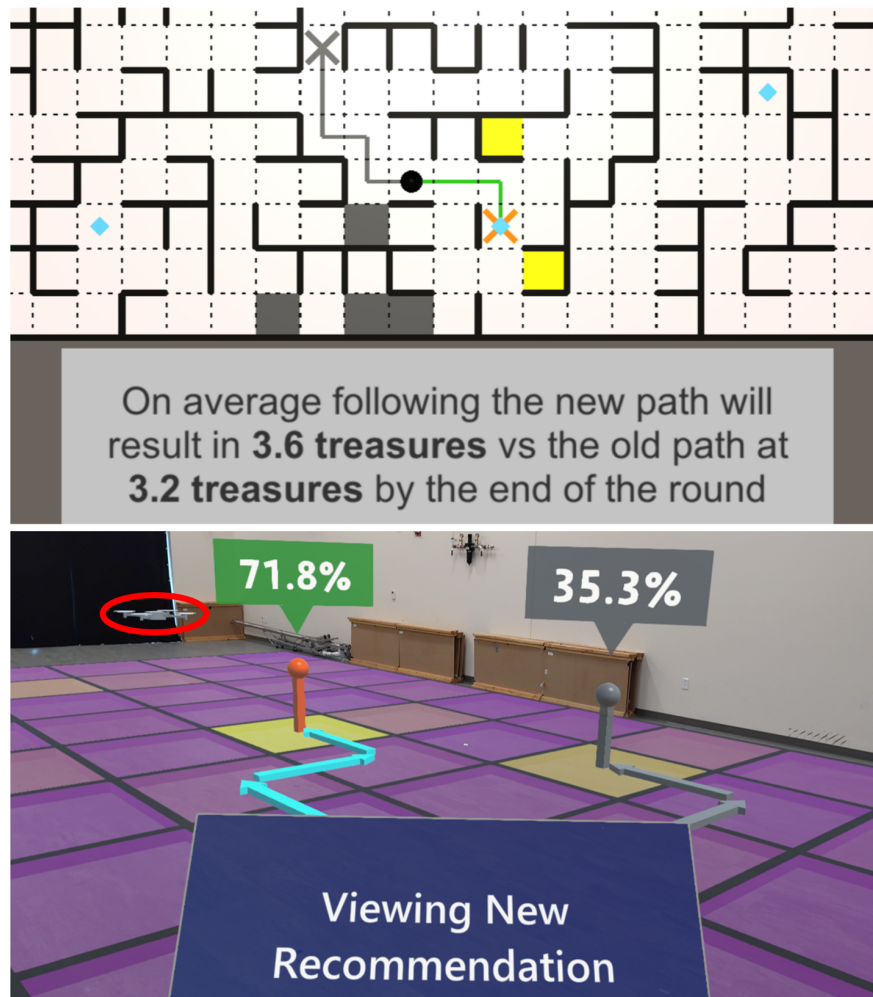 On average following the new path will
result in 3.6 treasures vs the old path at
3.2 treasures by the end of the round
71.8%
35.3%
Viewing New
Recommendation